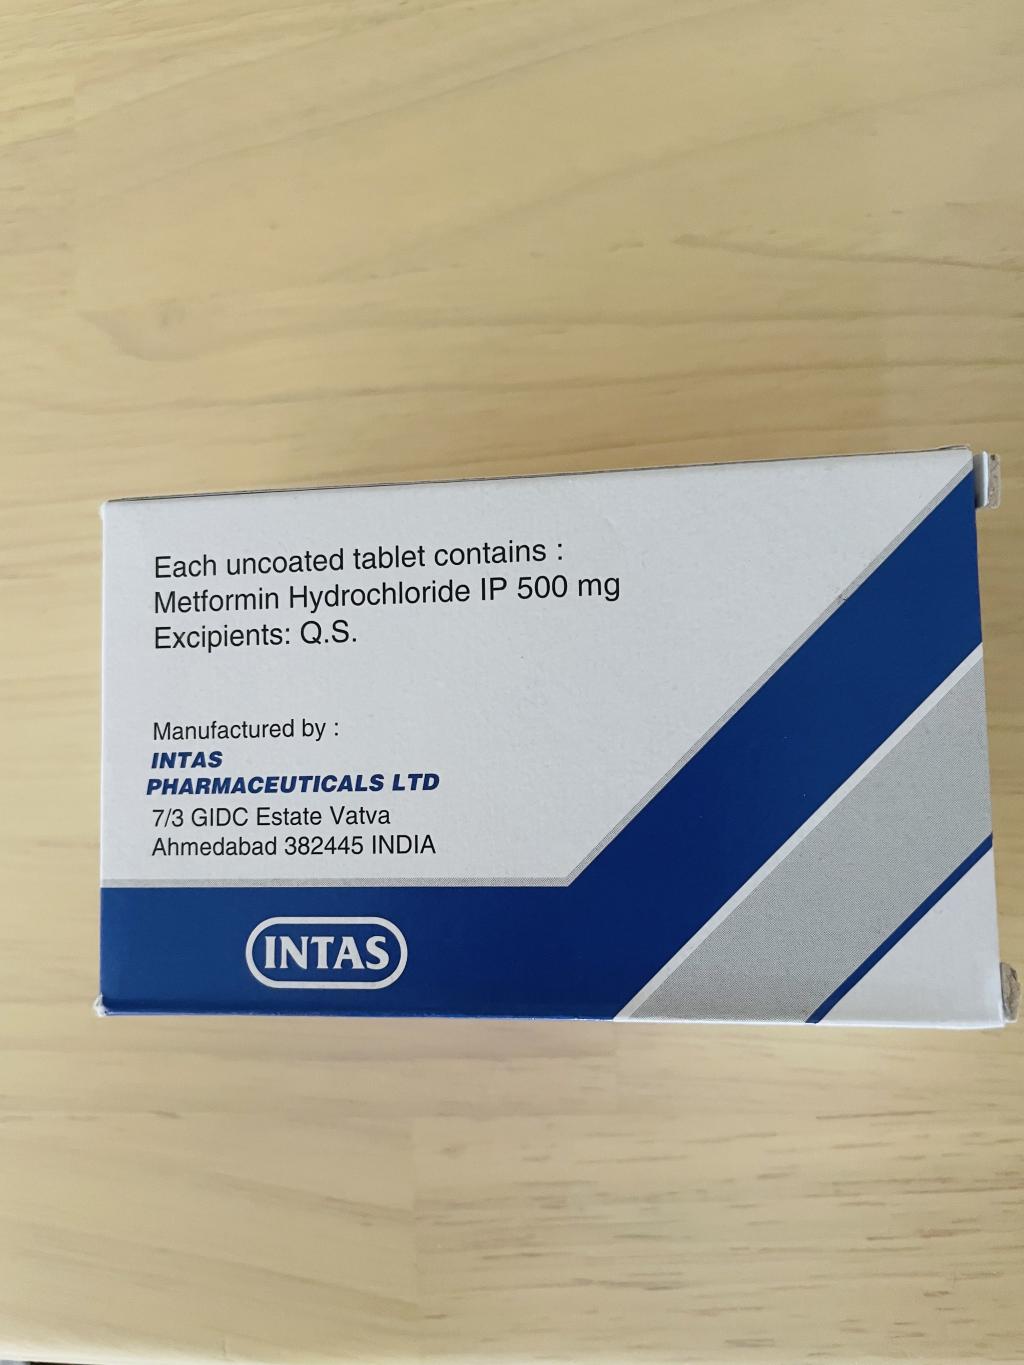 Each uncoated tablet contains :
Metformin Hydrochloride IP 500 mg
Excipients: Q.S.
Manufactured by :
INTAS
PHARMACEUTICALS LTD
7/3 GIDC Estate Vatva
Ahmedabad 382445 INDIA
INTAS